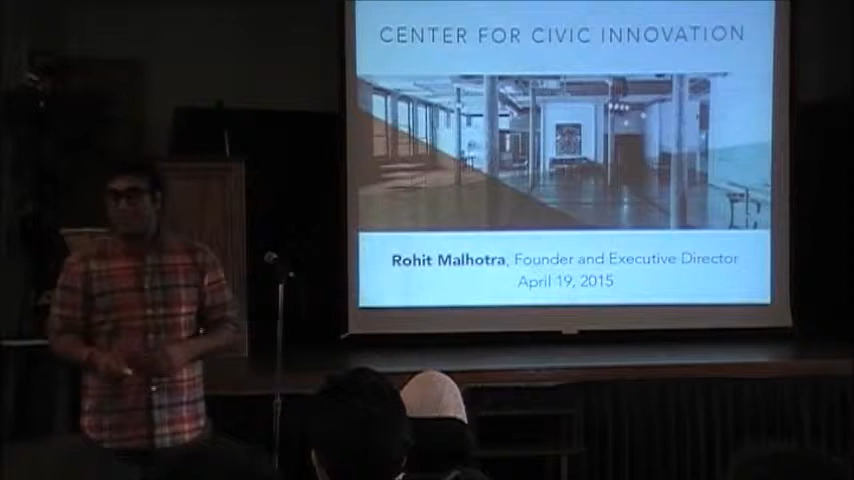 CENTER FOR CIVIC INNOVATION
Rohit Malhotra, Founder and Executive Director
April 19, 2015